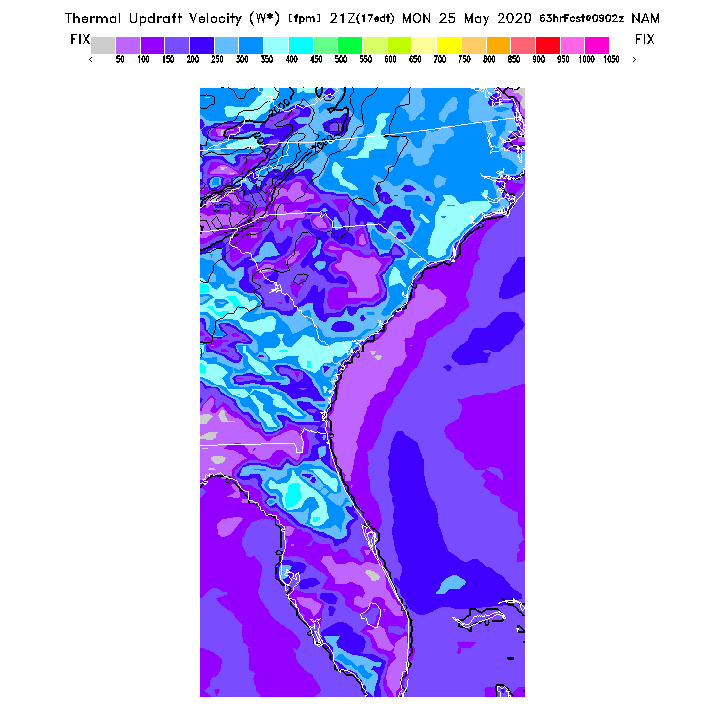 Thermal Updraft Velocity (W*) [fpm] 21Z(17edt) MON 25 May 2020 63hrFcst@0902z NAM
FIX FIX
< 50 100 150 200 250 300 350 400 450 500 550 600 650 700 750 800 850 900 950 1000 1050 >